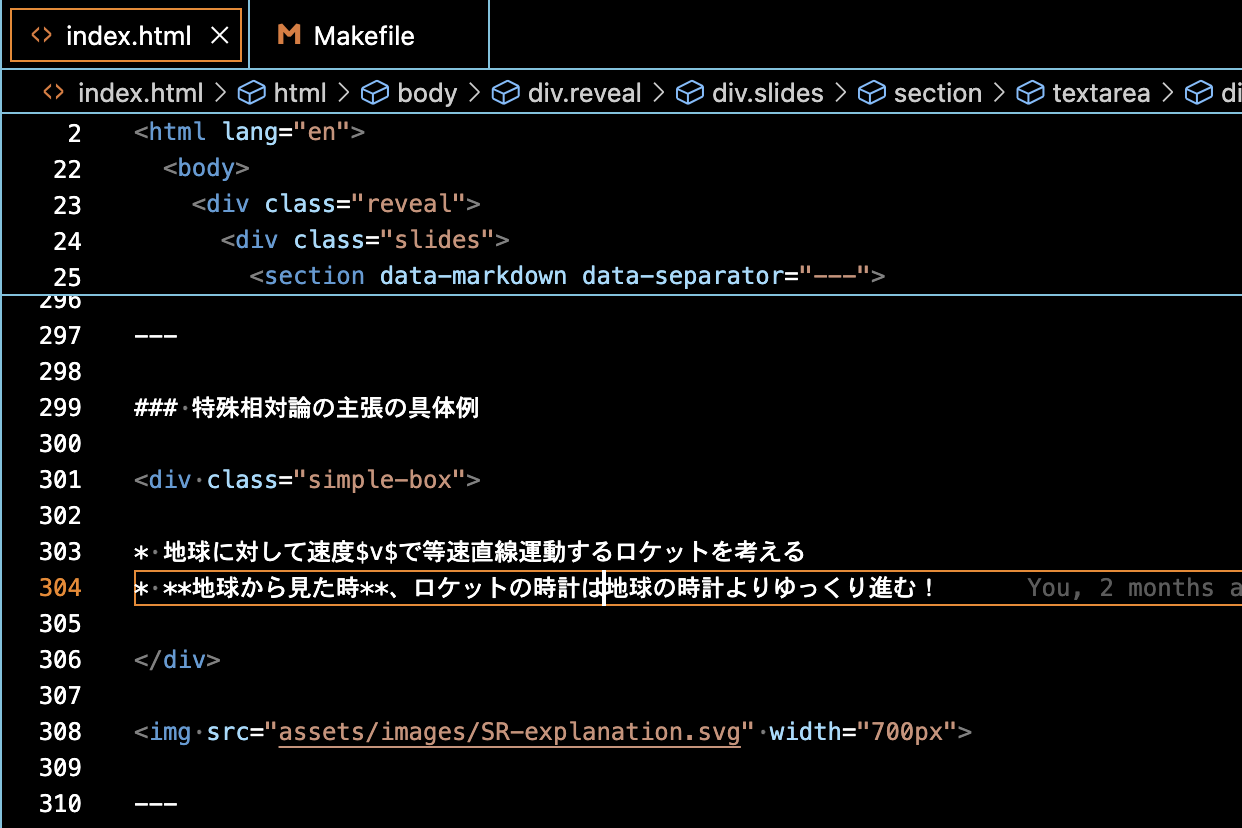 index.html
M Makefile
index.html > html > body > div.reveal > div.slides > section > textarea >
2 <html lang="en">
22 <body>
23 <div class="reveal">
24 <div class="slides">
25 <section data-markdown data-separator="---">
296
297 ---
298
299 ### 特殊相対論の主張の具体例
300
301 <div class="simple-box">
302
303 * 地球に対して速度$v$で等速直線運動するロケットを考える
304 * **地球から見た時**、ロケットの時計は地球の時計よりゆっくり進む！ You, 2 months
305
306 </div>
307
308 <img src="assets/images/SR-explanation.svg" width="700px">
309
310 ---